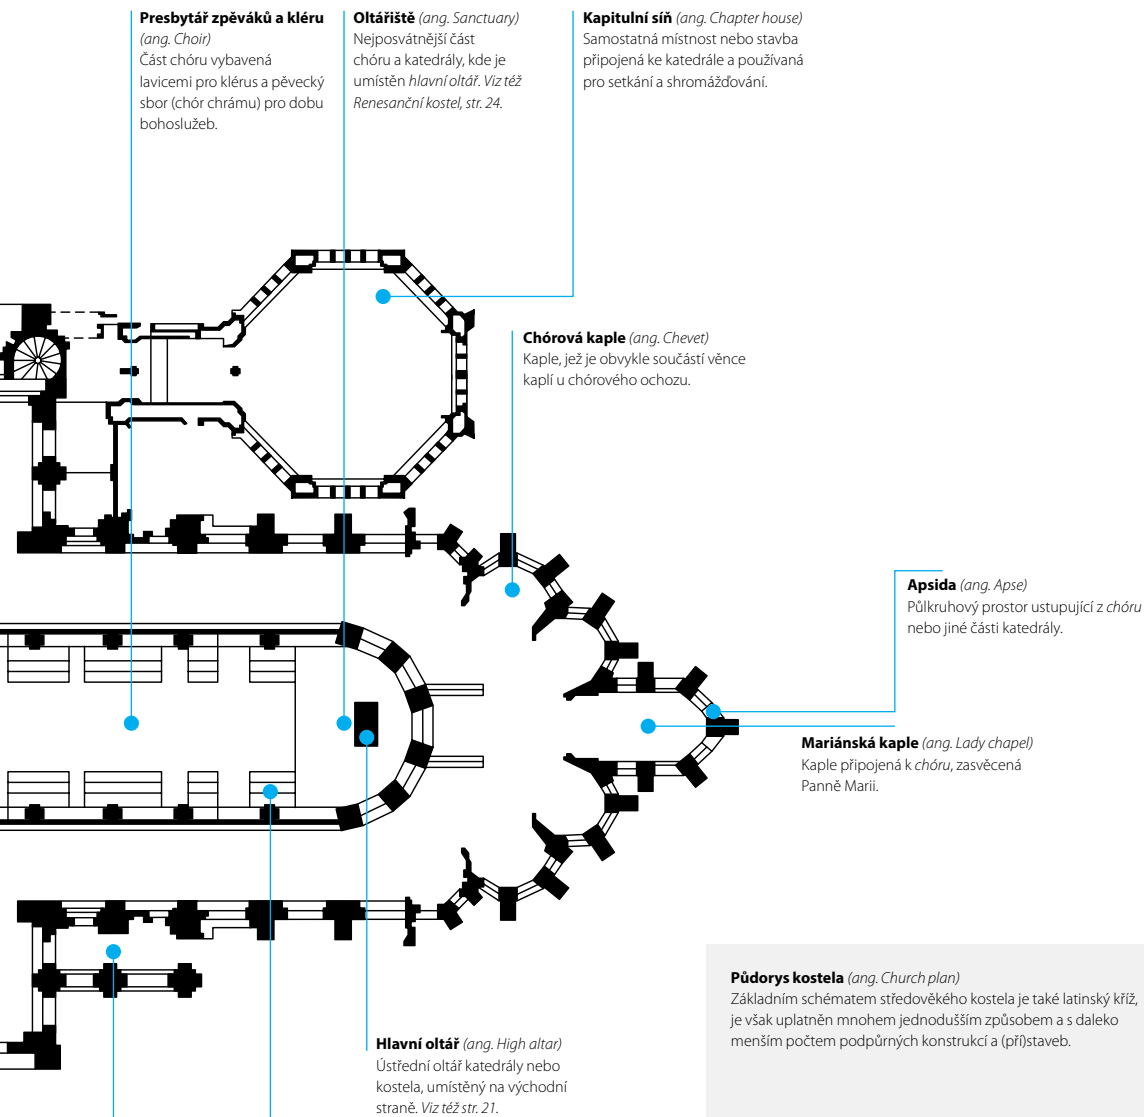 Presbytář zpěváků a kléru
(ang. Choir)
Část chóru vybavená
lavicemi pro klérus a pěvecký
sbor (chór chrámu) pro dobu
bohoslužeb.
Oltářiště (ang. Sanctuary)
Nejposvátnější část
chóru a katedrály, kde je
umístěn hlavní oltář. Viz též
Renesanční kostel, str. 24.
Kapitulní síň (ang. Chapter house)
Samostatná místnost nebo stavba
připojená ke katedrále a používaná
pro setkání a shromážďování.
Chórová kaple (ang. Chevet)
Kaple, jež je obvykle součástí věnce
kaplí u chórového ochozu.
Apsida (ang. Apse)
Půlkruhový prostor ustupující z chóru
nebo jiné části katedrály.
Mariánská kaple (ang. Lady chapel)
Kaple připojená k chóru, zasvěcená
Panně Marii.
Půdorys kostela (ang. Church plan)
Základním schématem středověkého kostela je také latinský kříž,
je však uplatněn mnohem jednodušším způsobem a s daleko
menším počtem podpůrných konstrukcí a (pří)staveb.
Hlavní oltář (ang. High altar)
Ústřední oltář katedrály nebo
kostela, umístěný na východní
straně. Viz též str. 21.